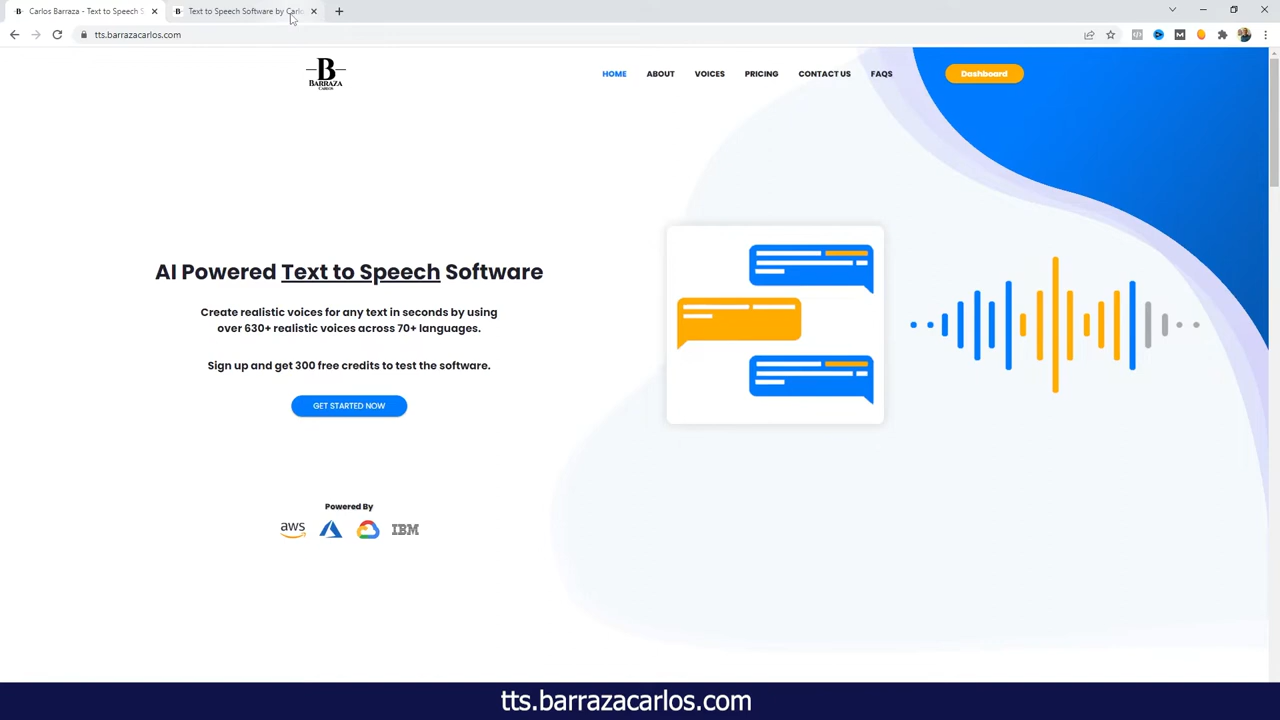 Carlos Barraza - Text to Speech S
Text to Speech Software by Carlo
tts.barrazacarlos.com
B
BARRAZA
CARLOS
HOME
ABOUT
VOICES
PRICING
CONTACT US
FAQS
Dashboard
AI Powered Text to Speech Software
Create realistic voices for any text in seconds by using
over 630+ realistic voices across 70+ languages.
Sign up and get 300 free credits to test the software.
GET STARTED NOW
Powered By
aws
IBM
tts.barrazacarlos.com